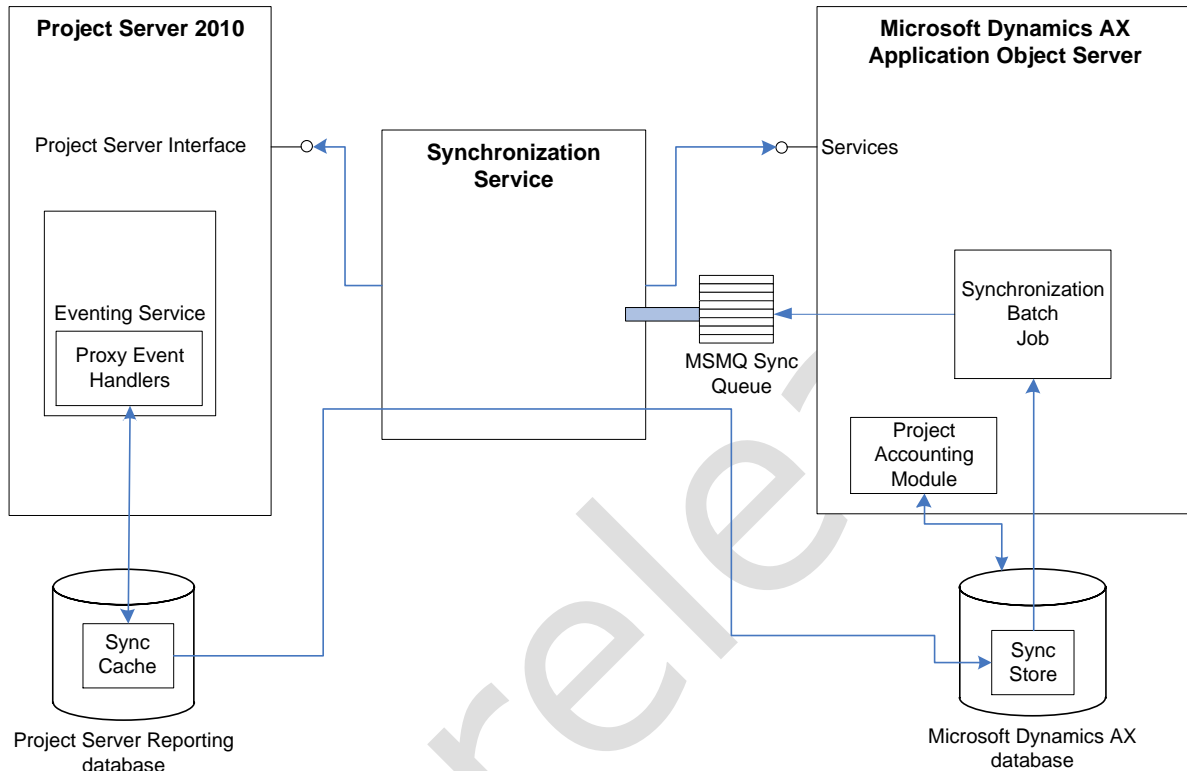 Project Server 2010
Microsoft Dynamics AX
Application Object Server
Project Server Interface
Synchronization
Service
Services
Eventing Service
Proxy Event
Handlers
MSMQ Sync
Queue
Synchronization
Batch
Job
Project
Accounting
Module
Sync
Cache
Sync
Store
Project Server Reporting
database
Microsoft Dynamics AX
database